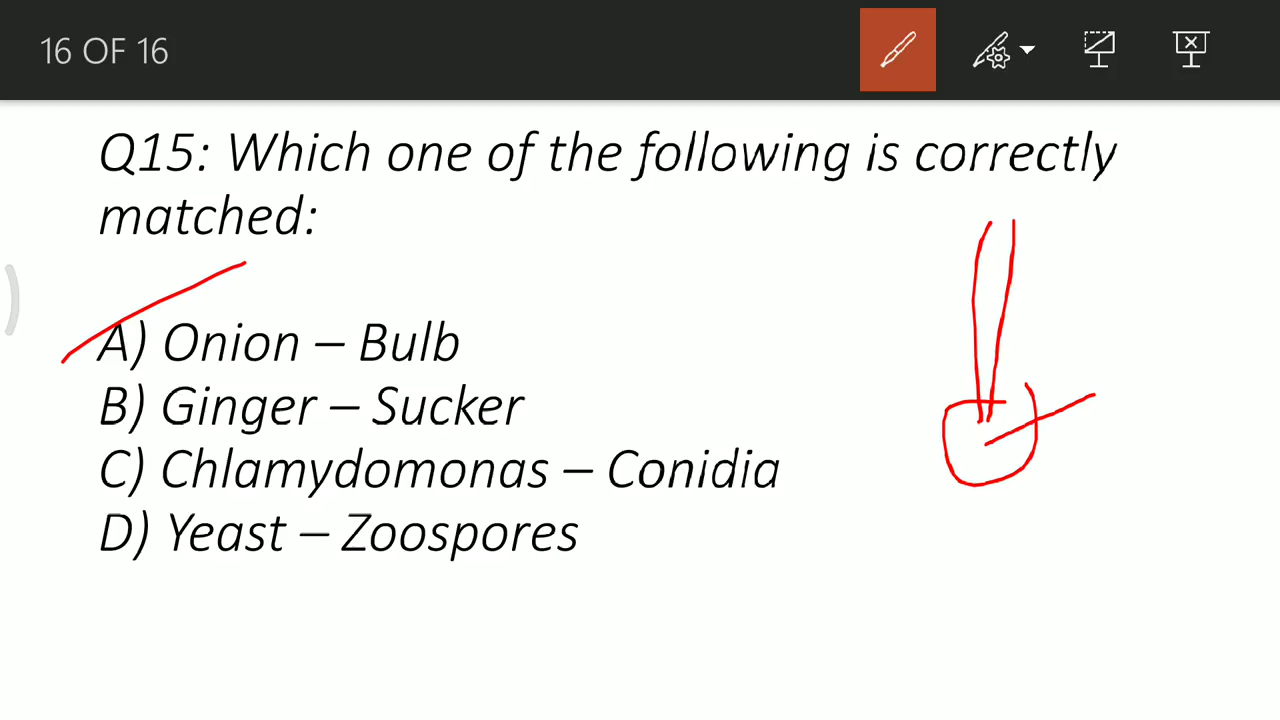 16 OF 16
Q15: Which one of the following is correctly
matched:
A) Onion – Bulb
B) Ginger – Sucker
C) Chlamydomonas – Conidia
D) Yeast – Zoospores